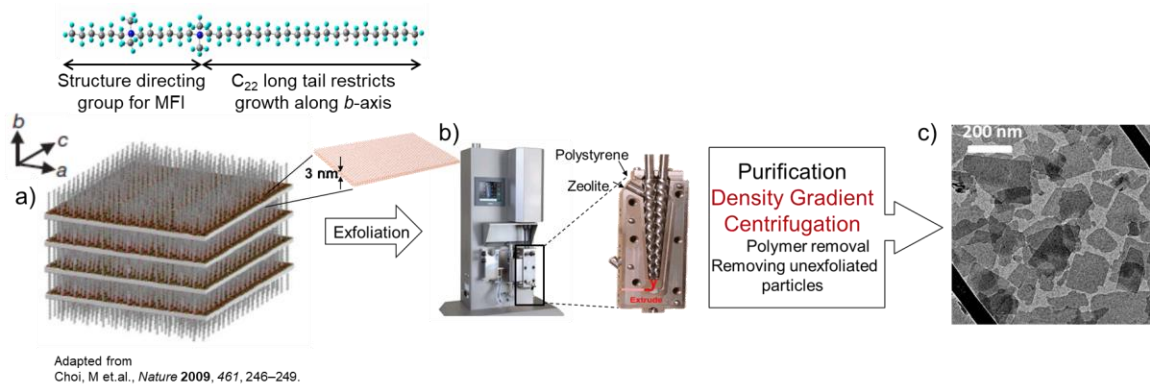 Structure directing
group for MFI
C22 long tail restricts
growth along b-axis
b
c
a
a)
3 nm
Exfoliation
b)
Polystyrene
Zeolite
Extrude
Purification
Density Gradient
Centrifugation
Polymer removal
Removing unexfoliated
particles
c)
200 nm
Adapted from
Choi, M et.al., Nature 2009, 461, 246–249.